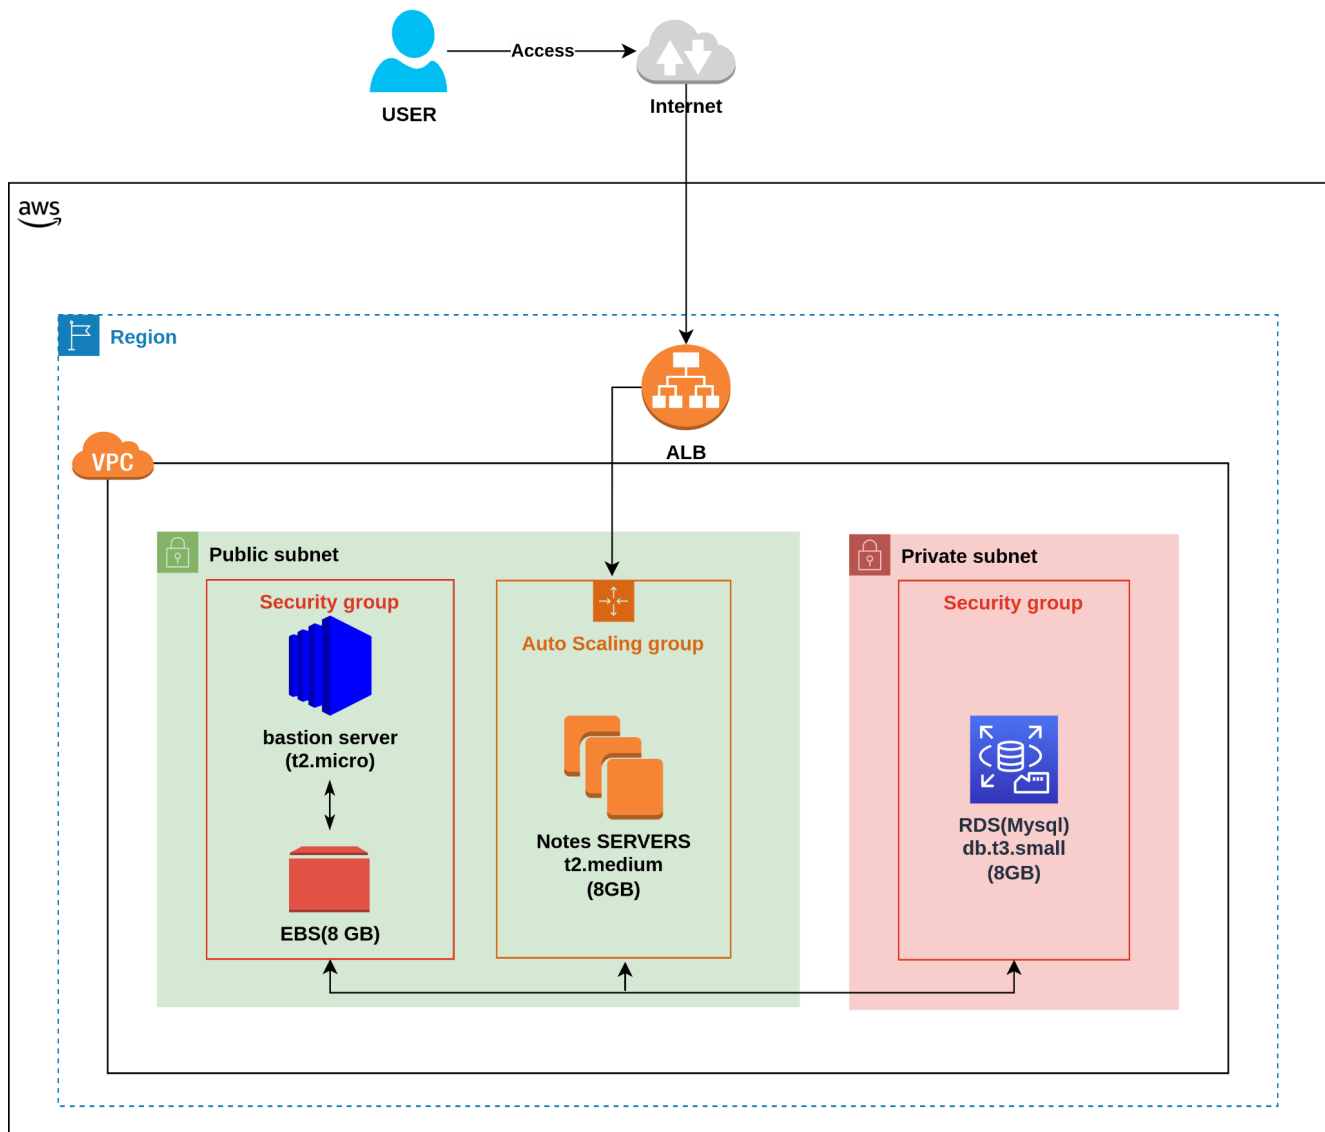 Access
USER
Internet
aws
Region
ALB
VPC
Public subnet
Private subnet
Security group
Auto Scaling group
Security group
bastion server
(t2.micro)
Notes SERVERS
t2.medium
(8GB)
RDS(Mysql)
db.t3.small
(8GB)
EBS(8 GB)